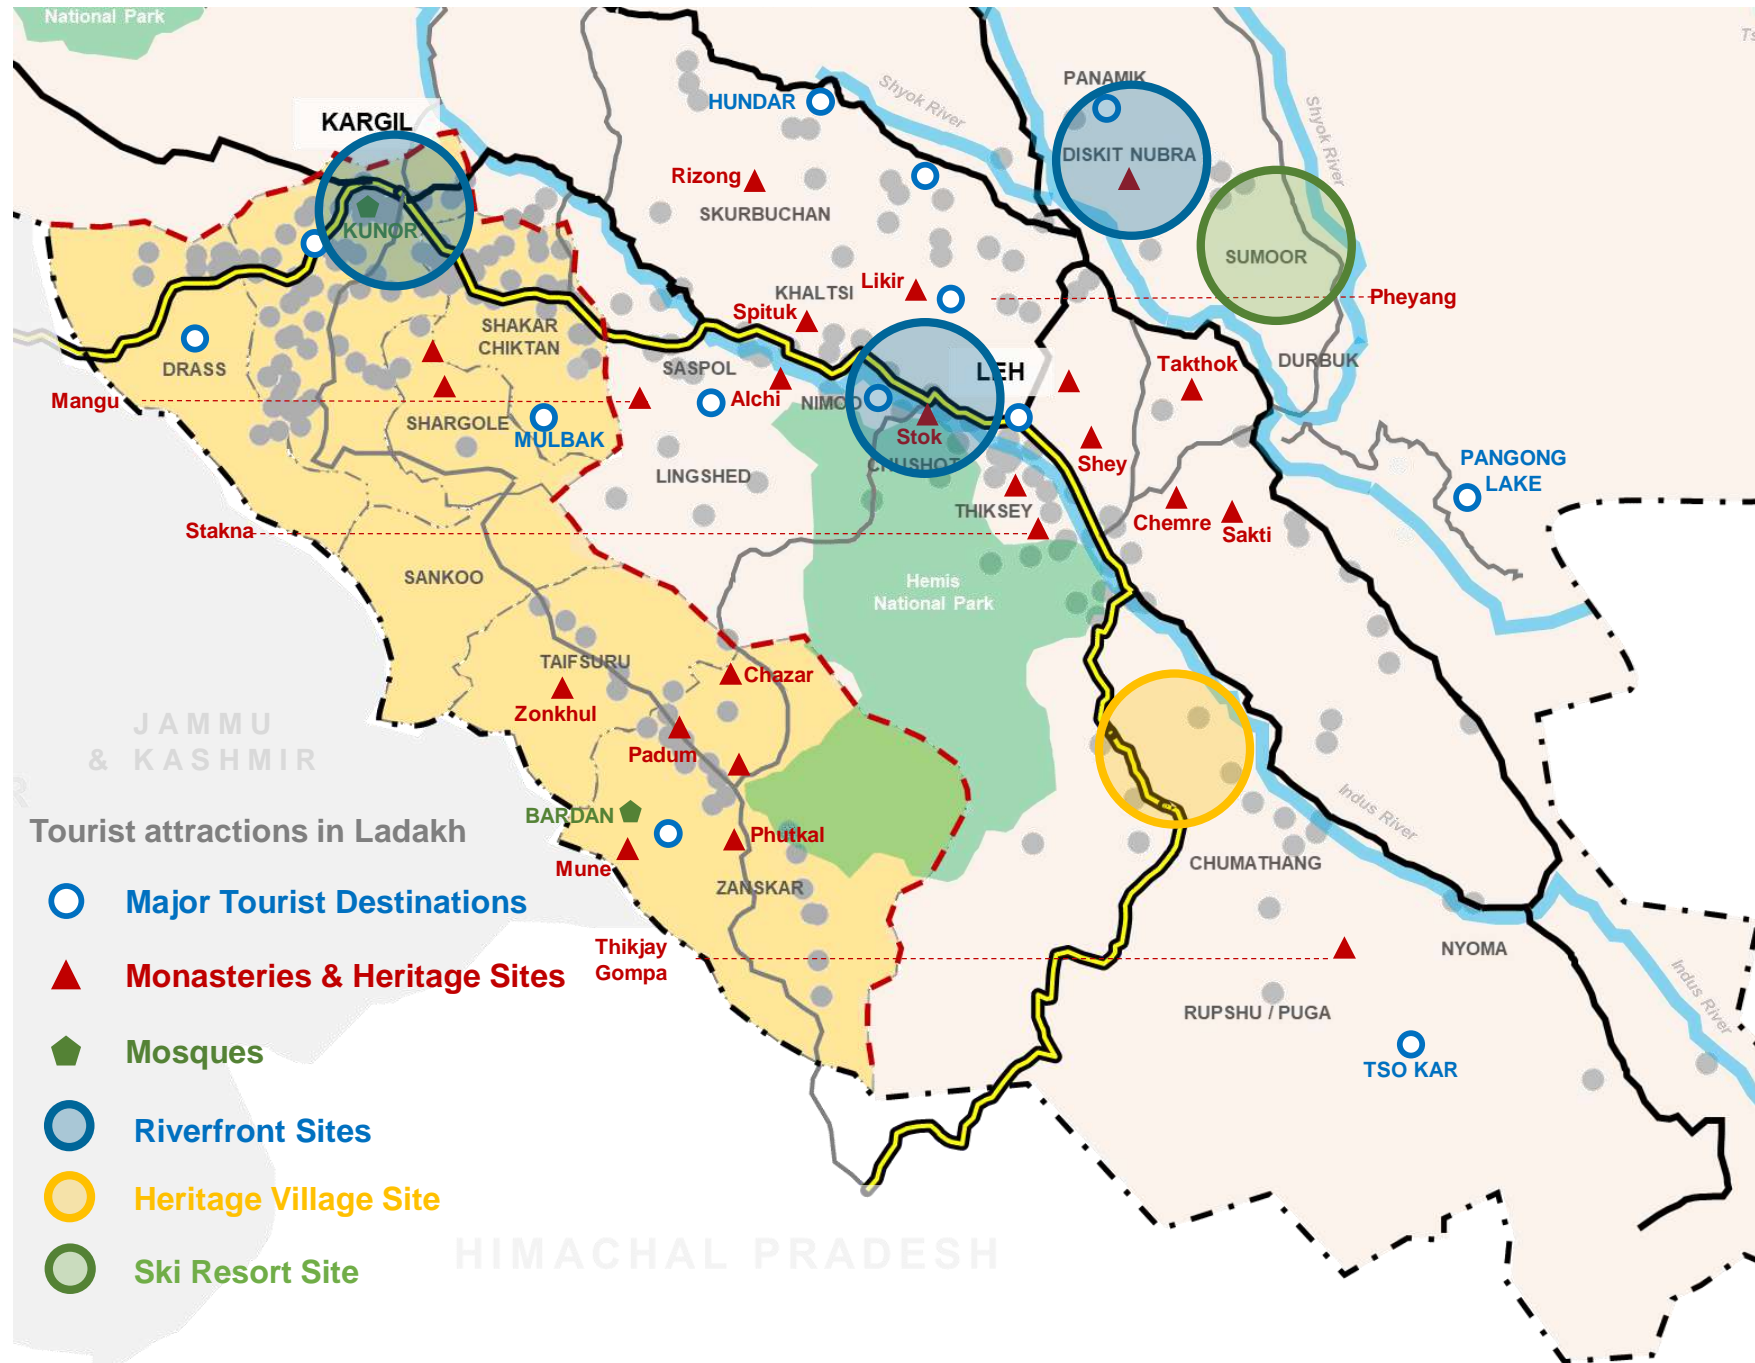 National Park
Ts
KARGIL
PANAMIK
HUNDAR
Shyok River
Shyok River
DISKIT NUBRA
Rizong
SKURBUCHAN
KUNOR
SUMOOR
Likir
KHALTSI
Pheyang
Spituk
SHAKAR
CHIKTAN
DRASS
SASPOL
LEH
Takthok
DURBUK
Mangu
Alchi
NIMOO
SHARGOLE
MULBAK
Stok
CHUSHOT
Shey
PANGONG
LAKE
LINGSHED
THIKSEY
Chemre
Sakti
Stakna
SANKOO
Hemis
National Park
TAIFSURU
Chazar
Zonkhul
JAMMU
& KASHMIR
Padum
Indus River
BARDAN
Tourist attractions in Ladakh
Phutkal
Mune
CHUMATHANG
ZANSKAR
Major Tourist Destinations
Thikjay
Gompa
NYOMA
Monasteries & Heritage Sites
Indus River
RUPSHU / PUGA
Mosques
TSO KAR
Riverfront Sites
Heritage Village Site
HIMACHAL PRADESH
Ski Resort Site